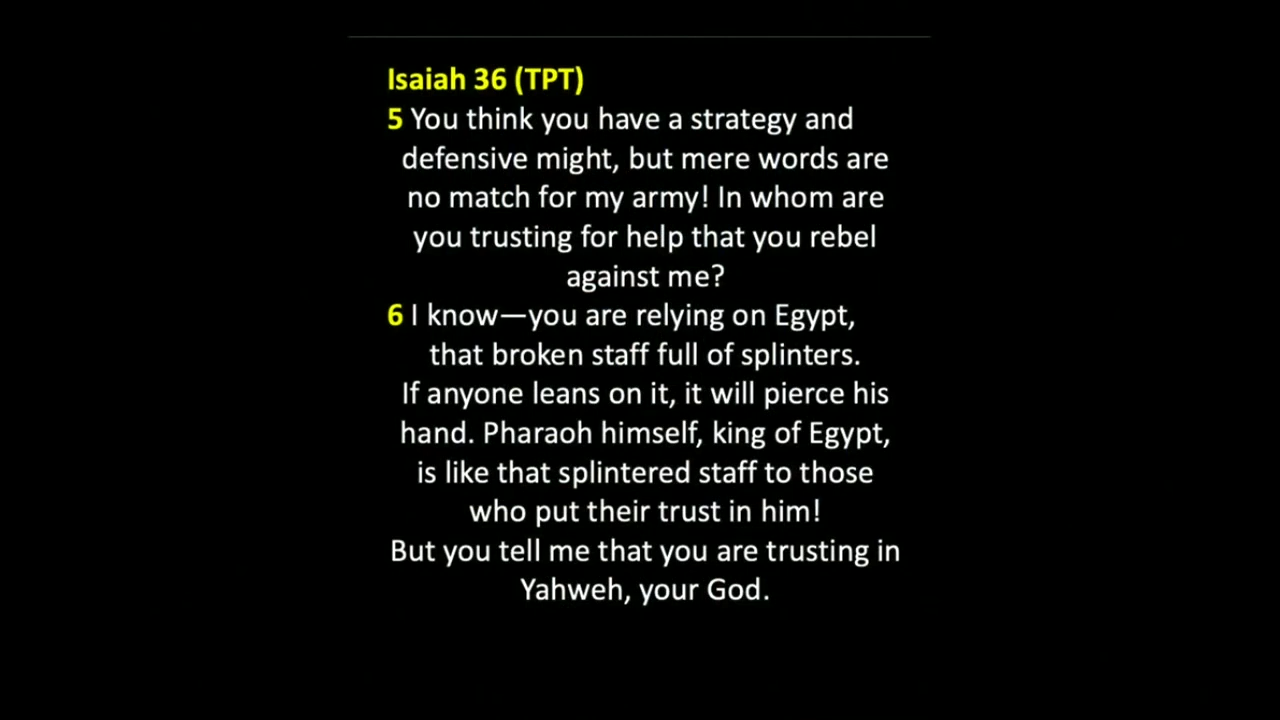 Isaiah 36 (TPT)
5 You think you have a strategy and
defensive might, but mere words are
no match for my army! In whom are
you trusting for help that you rebel
against me?
6 I know—you are relying on Egypt,
that broken staff full of splinters.
If anyone leans on it, it will pierce his
hand. Pharaoh himself, king of Egypt,
is like that splintered staff to those
who put their trust in him!
But you tell me that you are trusting in
Yahweh, your God.